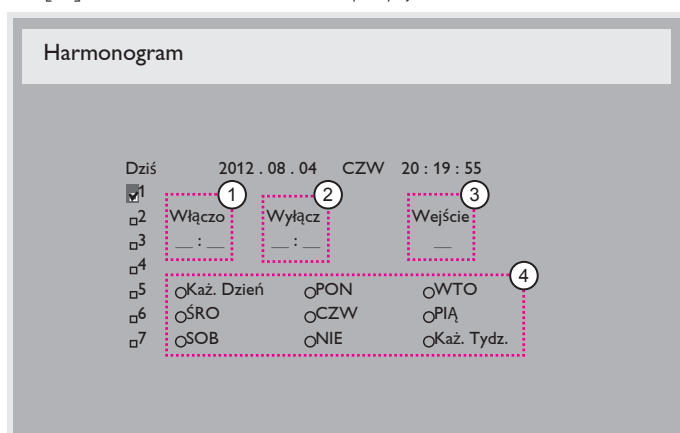 Harmonogram
Dziś 2012 . 08 . 04 CZW 20 : 19 : 55
1
1 2 3
2 Włączo Wyłącz Wejście
3 __ : __ __ : __ __
4
4
5 Każ. Dzień PON WTO
6 ŚRO CZW PIĄ
7 SOB NIE Każ. Tydz.